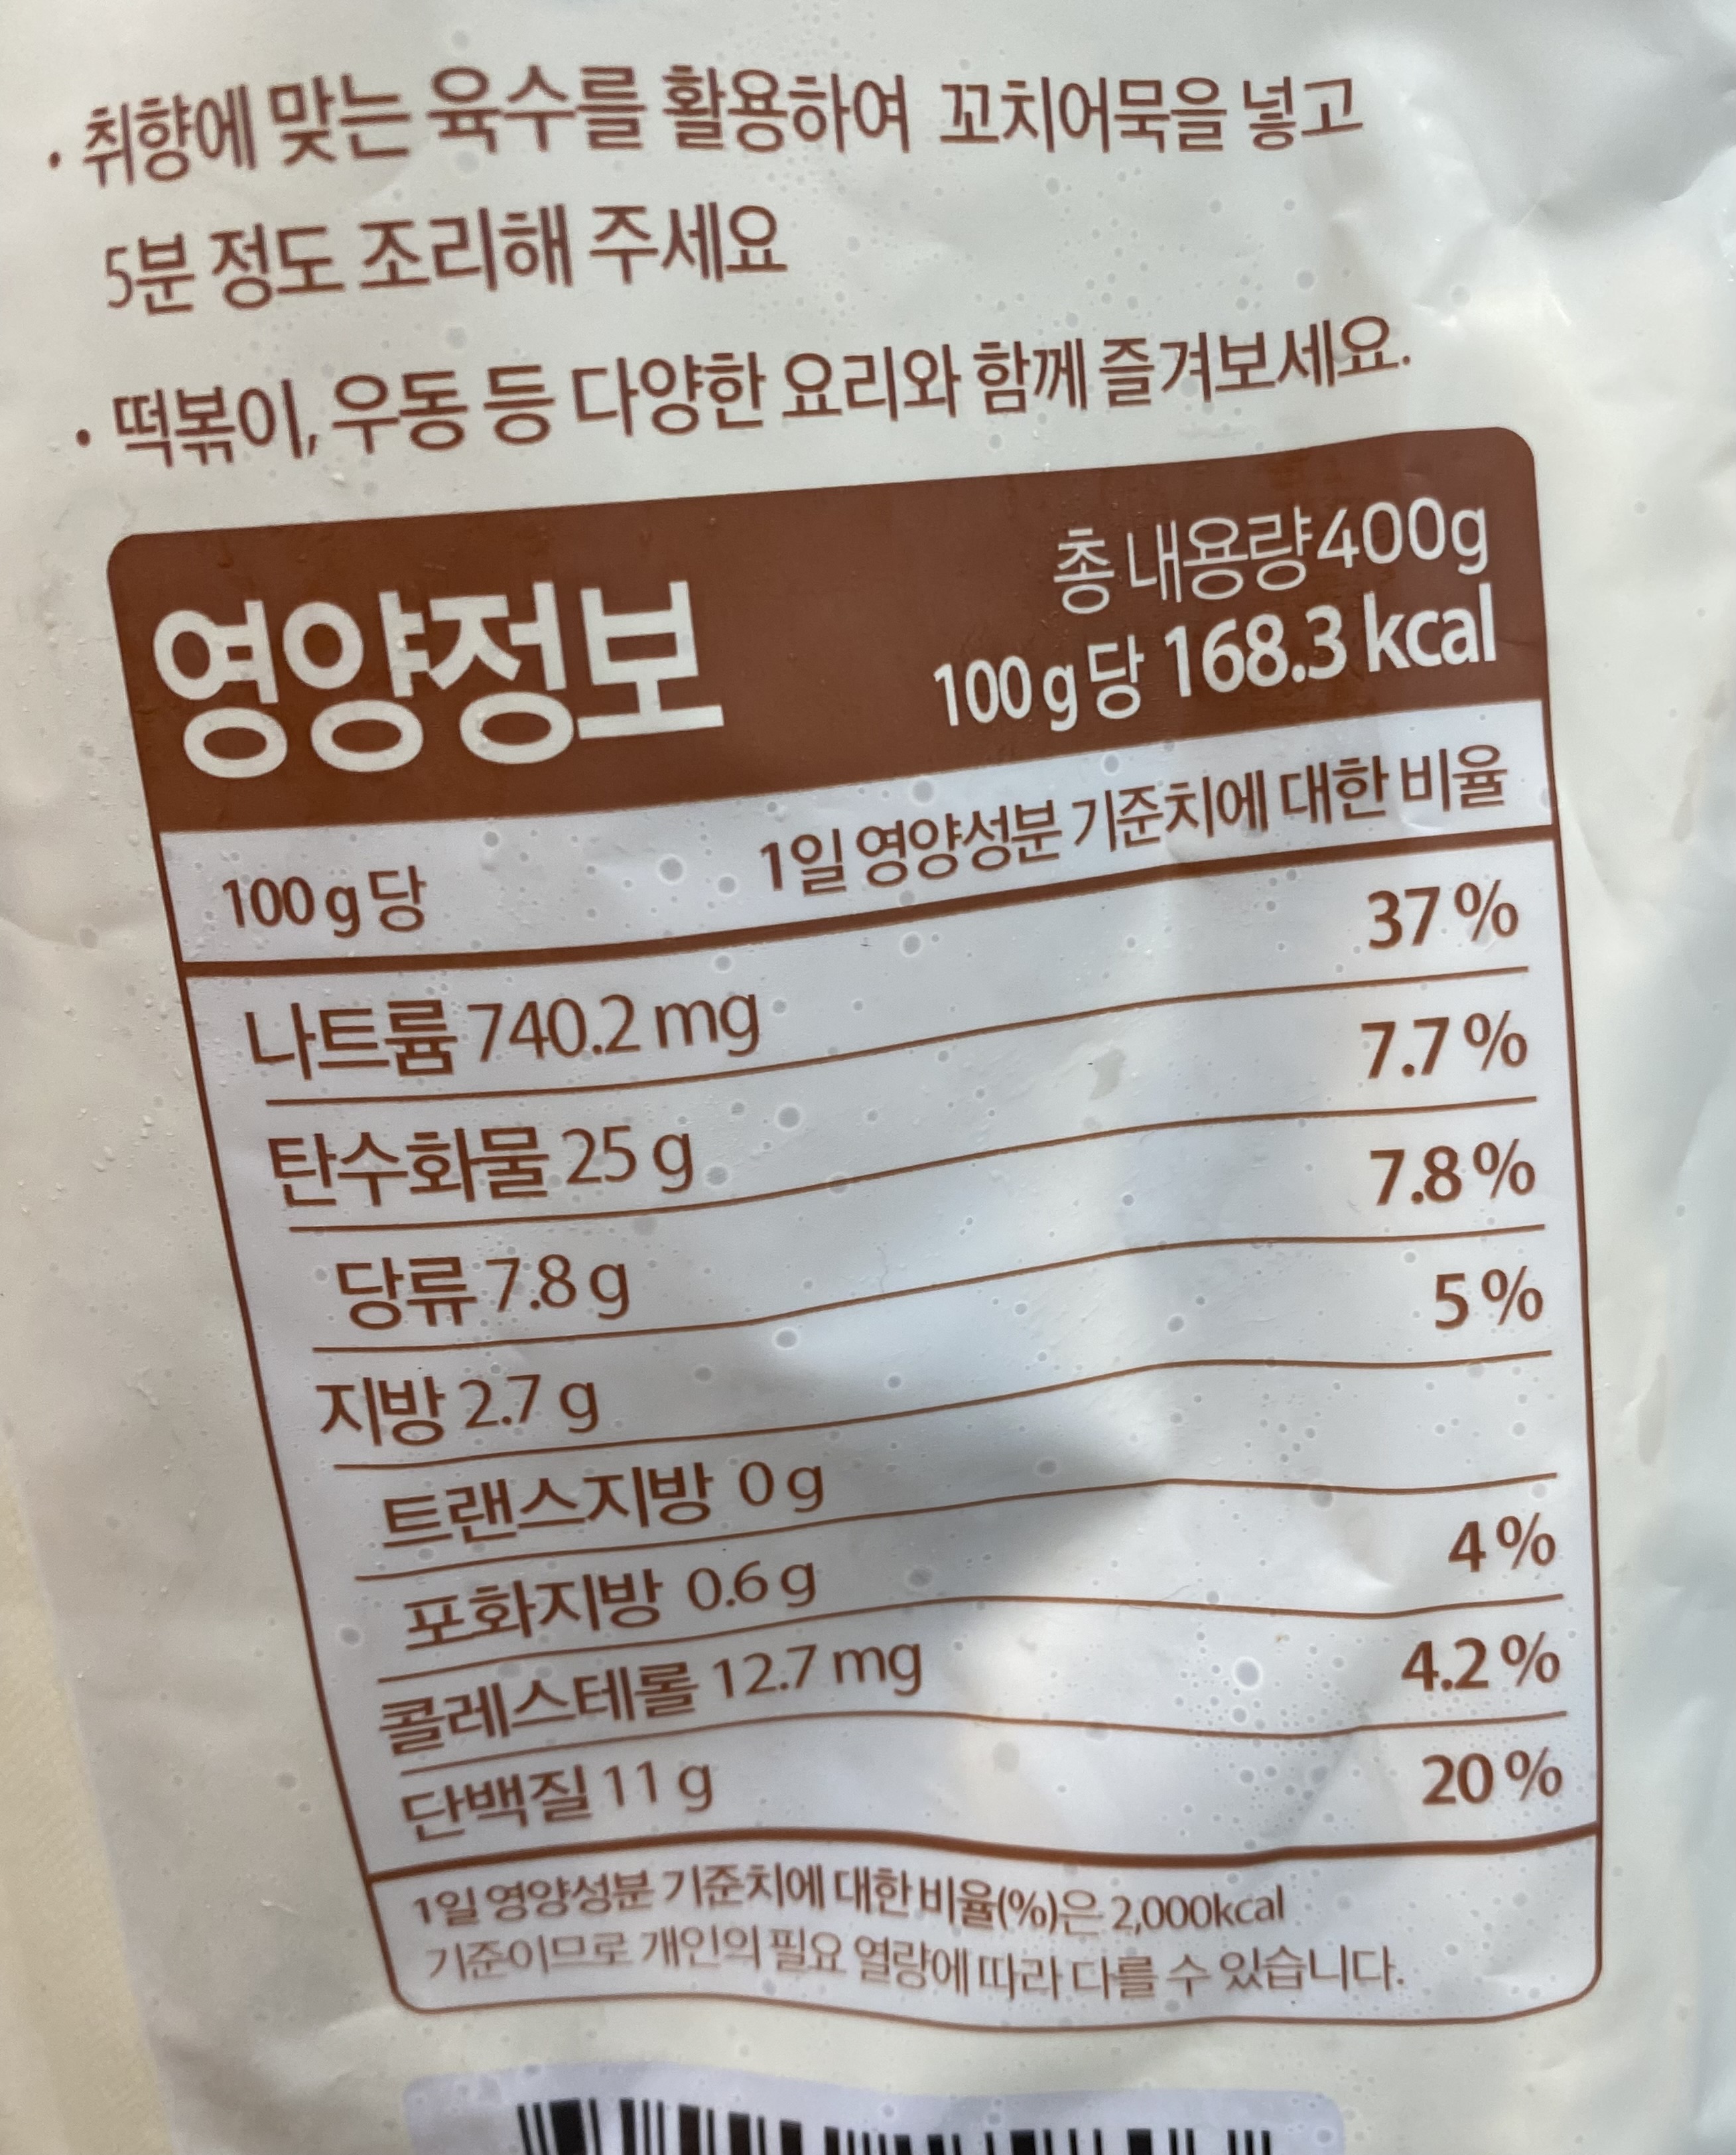 · 취향에 맞는 육수를 활용하여 꼬치어묵을 넣고
5분 정도 조리해 주세요
· 떡볶이, 우동 등 다양한 요리와 함께 즐겨보세요.
영양정보
총 내용량 400g
100 g 당 168.3 kcal
100 g 당 1일 영양성분 기준치에 대한 비율
나트륨 740.2 mg 37 %
탄수화물 25 g 7.7 %
당류 7.8 g 7.8 %
지방 2.7 g 5 %
트랜스지방 0 g
포화지방 0.6 g 4 %
콜레스테롤 12.7 mg 4.2 %
단백질 11 g 20 %
1일 영양성분 기준치에 대한 비율(%)은 2,000kcal
기준이므로 개인의 필요 열량에 따라 다를 수 있습니다.